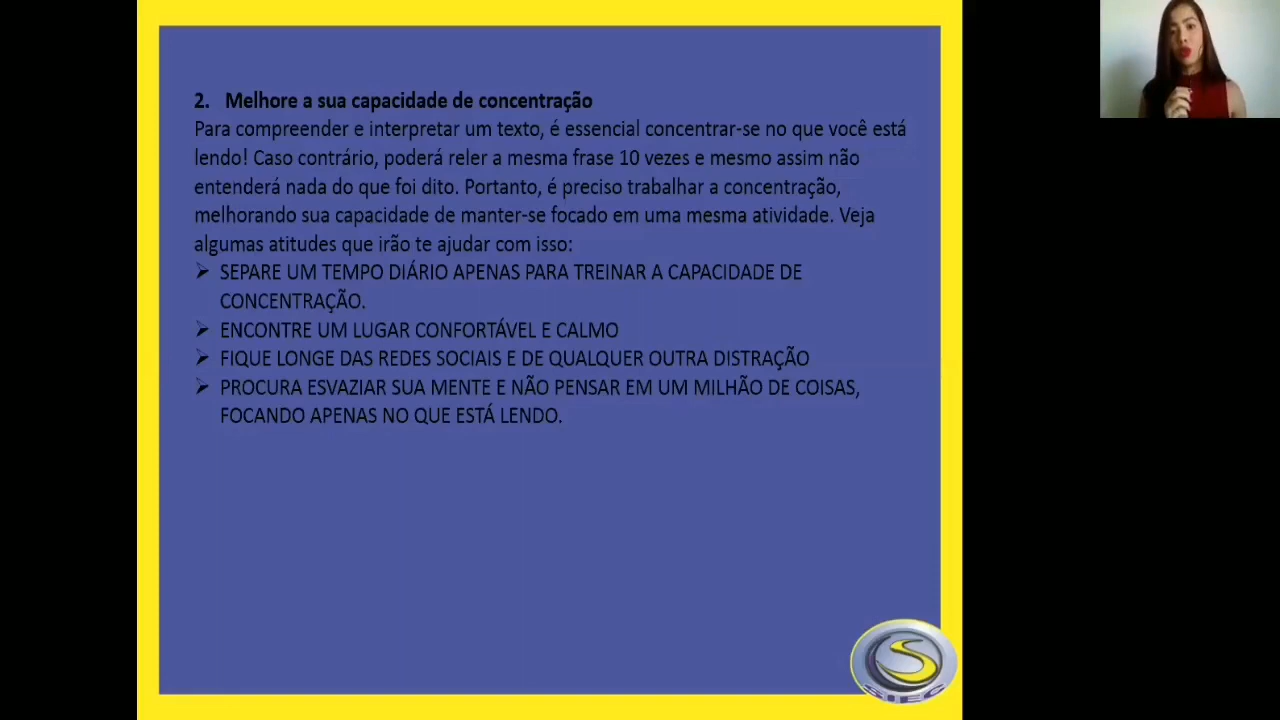 2. Melhore a sua capacidade de concentração
Para compreender e interpretar um texto, é essencial concentrar-se no que você está
lendo! Caso contrário, poderá reler a mesma frase 10 vezes e mesmo assim não
entenderá nada do que foi dito. Portanto, é preciso trabalhar a concentração,
melhorando sua capacidade de manter-se focado em uma mesma atividade. Veja
algumas atitudes que irão te ajudar com isso:
➢ SEPARE UM TEMPO DIÁRIO APENAS PARA TREINAR A CAPACIDADE DE
CONCENTRAÇÃO.
➢ ENCONTRE UM LUGAR CONFORTÁVEL E CALMO
➢ FIQUE LONGE DAS REDES SOCIAIS E DE QUALQUER OUTRA DISTRAÇÃO
➢ PROCURA ESVAZIAR SUA MENTE E NÃO PENSAR EM UM MILHÃO DE COISAS,
FOCANDO APENAS NO QUE ESTÁ LENDO.
SIEC